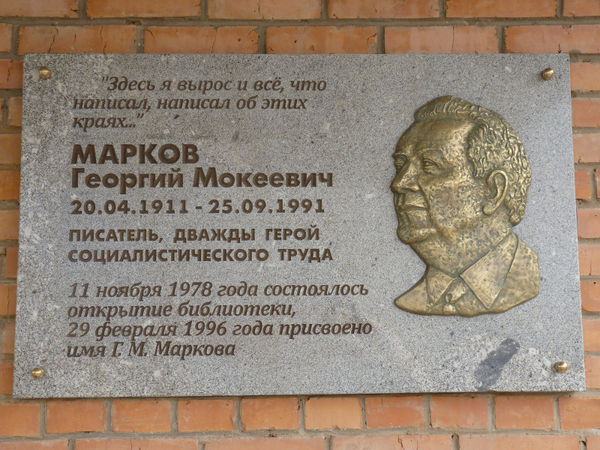 "Здесь я вырос и всё, что
написал, написал об этих
краях..."
МАРКОВ
Георгий Мокеевич
20.04.1911 - 25.09.1991
ПИСАТЕЛЬ, ДВАЖДЫ ГЕРОЙ
СОЦИАЛИСТИЧЕСКОГО ТРУДА
11 ноября 1978 года состоялось
открытие библиотеки,
29 февраля 1996 года присвоено
имя Г. М. Маркова